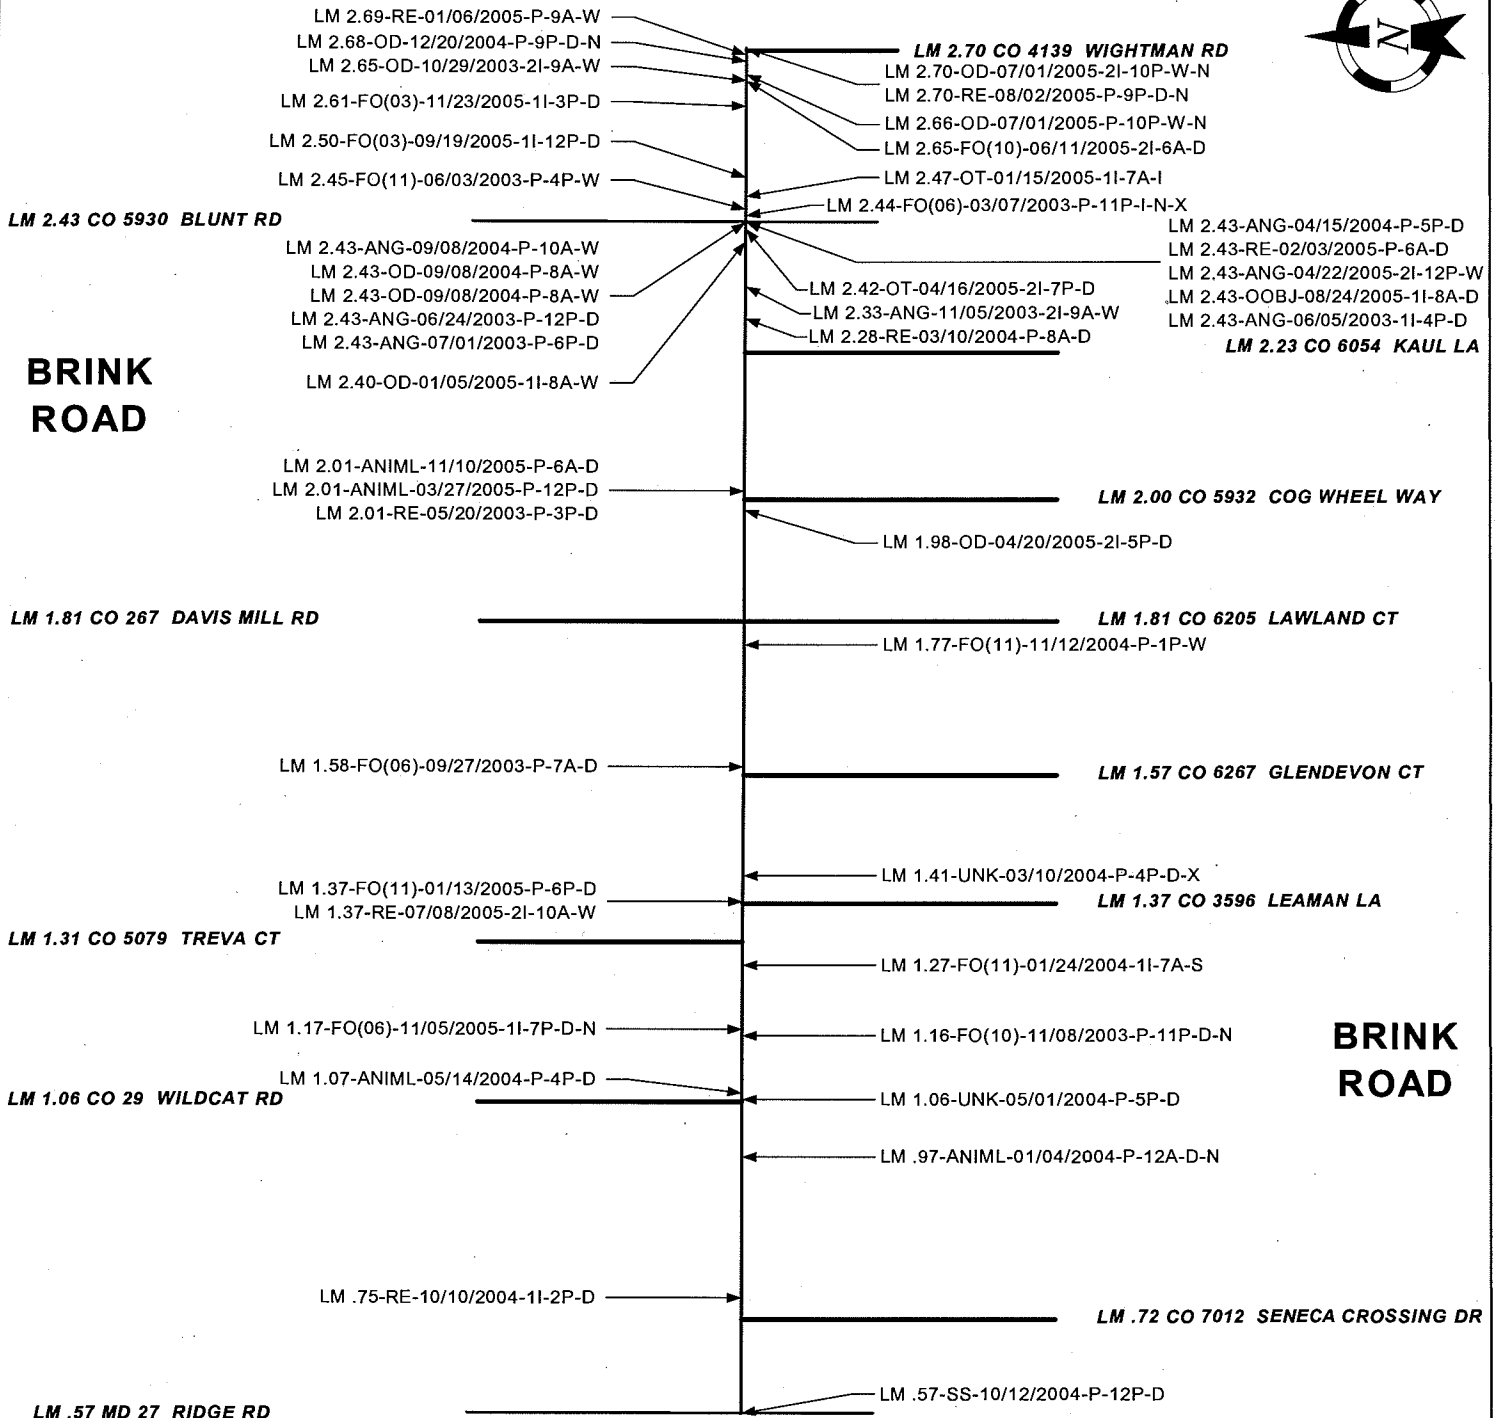 LM 2.69-RE-01/06/2005-P-9A-W
LM 2.68-OD-12/20/2004-P-9P-D-N
LM 2.65-OD-10/29/2003-2I-9A-W
LM 2.61-FO(03)-11/23/2005-1I-3P-D
LM 2.50-FO(03)-09/19/2005-1I-12P-D
LM 2.45-FO(11)-06/03/2003-P-4P-W
N
LM 2.70 CO 4139 WIGHTMAN RD
LM 2.70-OD-07/01/2005-2I-10P-W-N
LM 2.70-RE-08/02/2005-P-9P-D-N
LM 2.66-OD-07/01/2005-P-10P-W-N
LM 2.65-FO(10)-06/11/2005-2I-6A-D
LM 2.47-OT-01/15/2005-1I-7A-I
LM 2.44-FO(06)-03/07/2003-P-11P-I-N-X
LM 2.43 CO 5930 BLUNT RD
LM 2.43-ANG-09/08/2004-P-10A-W
LM 2.43-OD-09/08/2004-P-8A-W
LM 2.43-OD-09/08/2004-P-8A-W
LM 2.43-ANG-06/24/2003-P-12P-D
LM 2.43-ANG-07/01/2003-P-6P-D
LM 2.40-OD-01/05/2005-1I-8A-W
LM 2.43-ANG-04/15/2004-P-5P-D
LM 2.43-RE-02/03/2005-P-6A-D
LM 2.43-ANG-04/22/2005-2I-12P-W
LM 2.43-OOBJ-08/24/2005-1I-8A-D
LM 2.43-ANG-06/05/2003-1I-4P-D
LM 2.42-OT-04/16/2005-2I-7P-D
LM 2.33-ANG-11/05/2003-2I-9A-W
LM 2.28-RE-03/10/2004-P-8A-D
LM 2.23 CO 6054 KAUL LA
BRINK
ROAD
LM 2.01-ANIML-11/10/2005-P-6A-D
LM 2.01-ANIML-03/27/2005-P-12P-D
LM 2.01-RE-05/20/2003-P-3P-D
LM 2.00 CO 5932 COG WHEEL WAY
LM 1.98-OD-04/20/2005-2I-5P-D
LM 1.81 CO 267 DAVIS MILL RD
LM 1.81 CO 6205 LAWLAND CT
LM 1.77-FO(11)-11/12/2004-P-1P-W
LM 1.58-FO(06)-09/27/2003-P-7A-D
LM 1.57 CO 6267 GLENDEVON CT
LM 1.41-UNK-03/10/2004-P-4P-D-X
LM 1.37-FO(11)-01/13/2005-P-6P-D
LM 1.37-RE-07/08/2005-2I-10A-W
LM 1.37 CO 3596 LEAMAN LA
LM 1.31 CO 5079 TREVA CT
LM 1.27-FO(11)-01/24/2004-1I-7A-S
LM 1.17-FO(06)-11/05/2005-1I-7P-D-N
LM 1.16-FO(10)-11/08/2003-P-11P-D-N
BRINK
ROAD
LM 1.07-ANIML-05/14/2004-P-4P-D
LM 1.06 CO 29 WILDCAT RD
LM 1.06-UNK-05/01/2004-P-5P-D
LM .97-ANIML-01/04/2004-P-12A-D-N
LM .75-RE-10/10/2004-1I-2P-D
LM .72 CO 7012 SENECA CROSSING DR
LM .57-SS-10/12/2004-P-12P-D
LM .57 MD 27 RIDGE RD